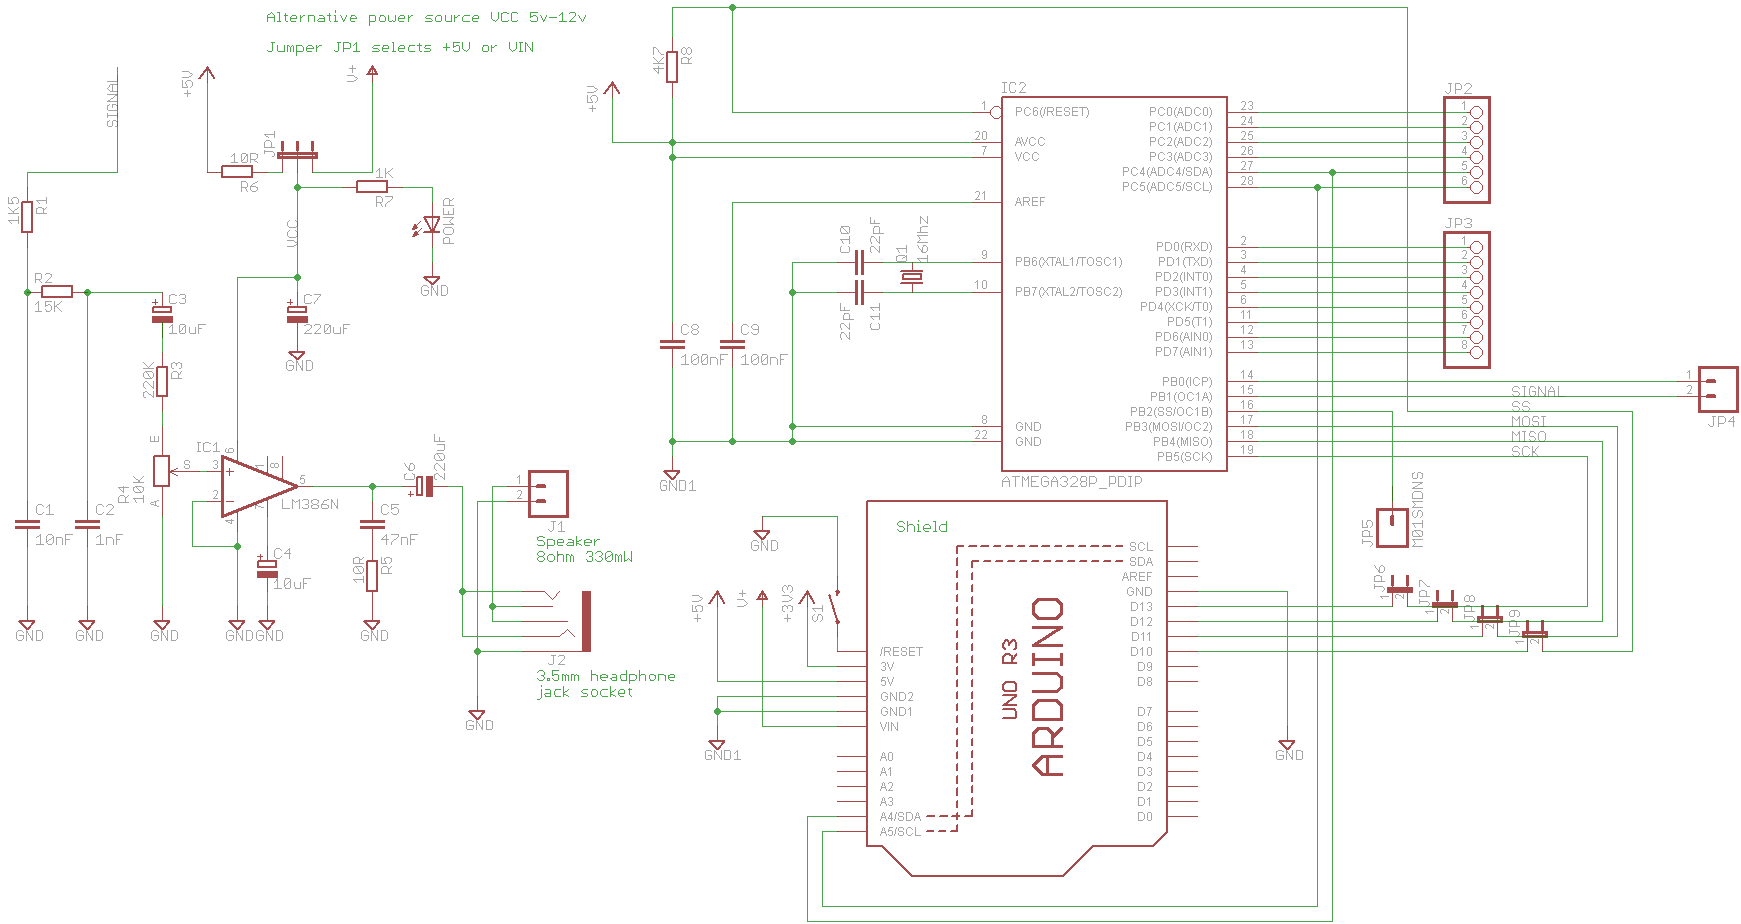 Alternative power source VCC 5v-12v
Jumper JP1 selects +5V or VIN
SIGNAL
+5V
V+
JP1
10R
R6
1K
R7
POWER
GND
VCC
1K5
R1
R2
15K
C3
10uF
C7
220uF
GND
220K
R3
R4
10K
E
S
A
IC1
LM386N
6
3
1
8
2
5
4
7
C1
10nF
C2
1nF
C4
10uF
C5
47nF
10R
R5
C6
220uF
GND
GND
GND
GND
GND
GND
1
2
J1
Speaker
8ohm 330mW
J2
3.5mm headphone
jack socket
GND
4K7
R8
+5V
C8
100nF
C9
100nF
GND1
C10
22pF
22pF
C11
Q1
16Mhz
IC2
1 PC6(/RESET) PC0(ADC0) 23
PC1(ADC1) 24
20 AVCC PC2(ADC2) 25
7 VCC PC3(ADC3) 26
PC4(ADC4/SDA) 27
PC5(ADC5/SCL) 28
21 AREF
PD0(RXD) 2
9 PB6(XTAL1/TOSC1) PD1(TXD) 3
PD2(INT0) 4
10 PB7(XTAL2/TOSC2) PD3(INT1) 5
PD4(XCK/T0) 6
PD5(T1) 11
PD6(AIN0) 12
PD7(AIN1) 13
PB0(ICP) 14
PB1(OC1A) 15
PB2(SS/OC1B) 16
8 GND PB3(MOSI/OC2) 17
22 GND PB4(MISO) 18
PB5(SCK) 19
ATMEGA328P_PDIP
JP2
1
2
3
4
5
6
JP3
1
2
3
4
5
6
7
8
1
2
JP4
SIGNAL
SS
MOSI
MISO
SCK
JP5
M01SMDNS
JP6
1
2
JP7
1
2
JP8
1
2
JP9
1
2
GND
+5V
V+
+3V3
S1
GND1
Shield
ARDUINO
UNO R3
/RESET
3V
5V
GND2
GND1
VIN
A0
A1
A2
A3
A4/SDA
A5/SCL
SCL
SDA
AREF
GND
D13
D12
D11
D10
D9
D8
D7
D6
D5
D4
D3
D2
D1
D0
GND